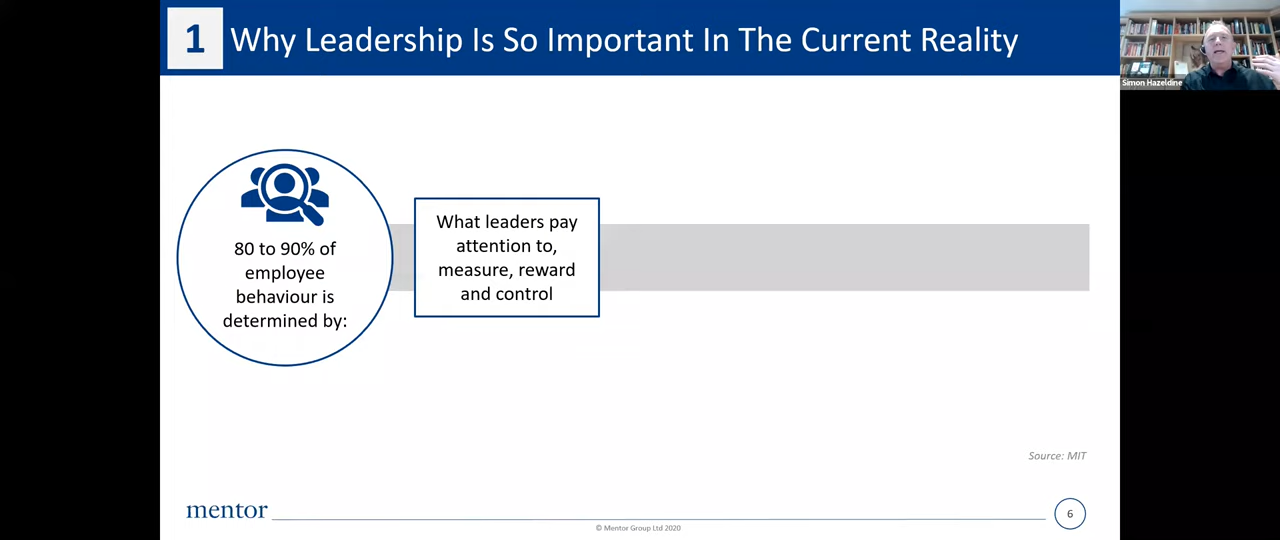 1
Why Leadership Is So Important In The Current Reality
Simon Hazeldine
80 to 90% of
employee
behaviour is
determined by:
What leaders pay
attention to,
measure, reward
and control
Source: MIT
mentor
6
© Mentor Group Ltd 2020